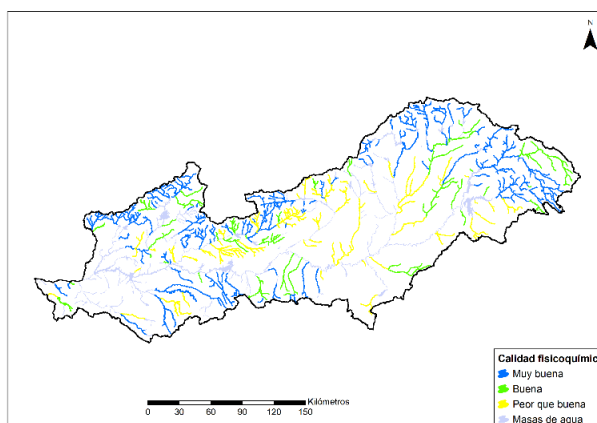 N
Kilómetros
0 30 60 90 120 150
Calidad fisicoquímic
Muy buena
Buena
Peor que buena
Masas de agua